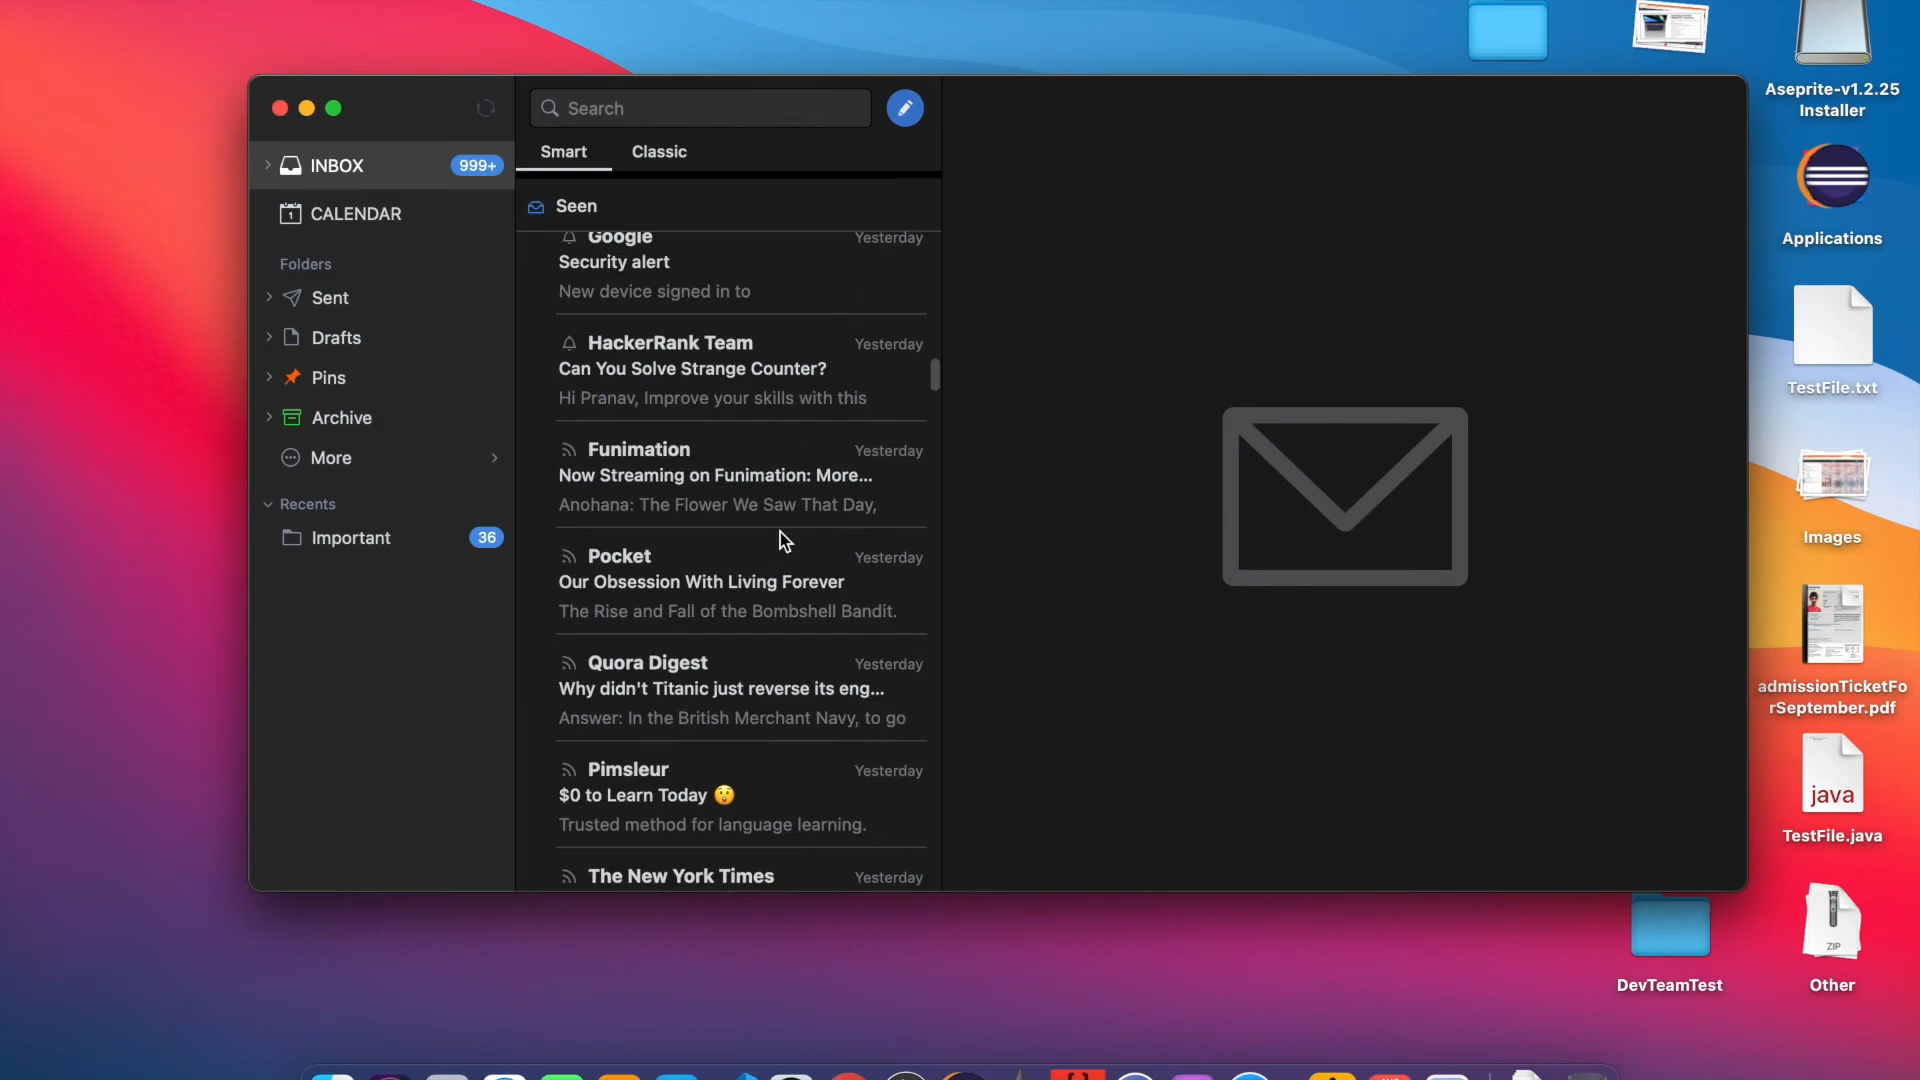 Search
Smart
Classic
INBOX
999+
CALENDAR
Folders
Sent
Drafts
Pins
Archive
More
Recents
Important
36
Seen
Google
Yesterday
Security alert
New device signed in to
HackerRank Team
Yesterday
Can You Solve Strange Counter?
Hi Pranav, Improve your skills with this
Funimation
Yesterday
Now Streaming on Funimation: More...
Anohana: The Flower We Saw That Day,
Pocket
Yesterday
Our Obsession With Living Forever
The Rise and Fall of the Bombshell Bandit.
Quora Digest
Yesterday
Why didn't Titanic just reverse its eng...
Answer: In the British Merchant Navy, to go
Pimsleur
Yesterday
$0 to Learn Today 😲
Trusted method for language learning.
The New York Times
Yesterday
Aseprite-v1.2.25
Installer
Applications
TestFile.txt
Images
admissionTicketFo
rSeptember.pdf
java
TestFile.java
ZIP
DevTeamTest
Other